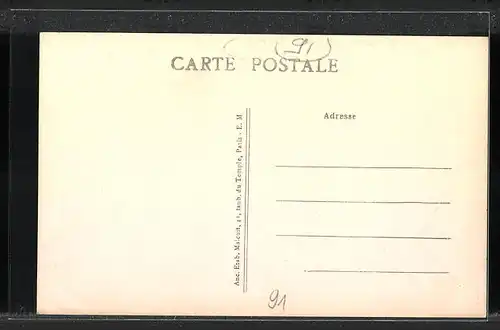 (91)
CARTE POSTALE
Adresse
Anc. Etab. Malcuit, 41, faub. du Temple, Paris - E. M
91